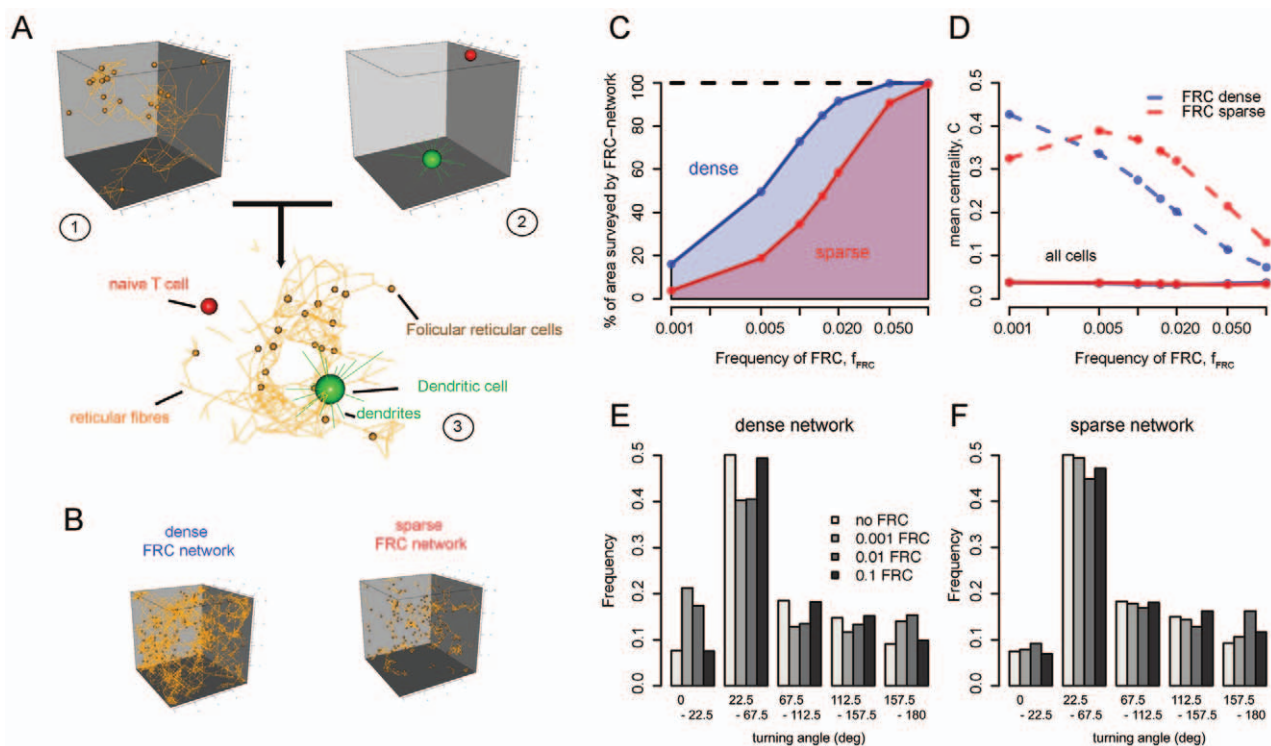 A
1
2
naive T cell
Folicular reticular cells
Dendritic cell
dendrites
reticular fibres
3
B
dense
FRC network
sparse
FRC network
C
% of area surveyed by FRC-network
100
80
60
40
20
0
dense
sparse
0.001
0.005
0.020
0.050
Frequency of FRC, fFRC
D
mean centrality, C
0.5
0.4
0.3
0.2
0.1
0.0
FRC dense
FRC sparse
all cells
0.001
0.005
0.020
0.050
Frequency of FRC, fFRC
E
dense network
Frequency
0.5
0.4
0.3
0.2
0.1
0.0
no FRC
0.001 FRC
0.01 FRC
0.1 FRC
0 22.5 67.5 112.5 157.5
- 22.5 - 67.5 - 112.5 - 157.5 - 180
turning angle (deg)
F
sparse network
Frequency
0.5
0.4
0.3
0.2
0.1
0.0
0 22.5 67.5 112.5 157.5
- 22.5 - 67.5 - 112.5 - 157.5 - 180
turning angle (deg)